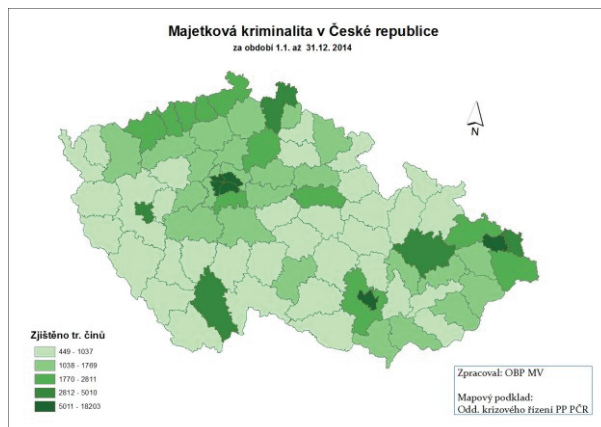 Majetková kriminalita v České republice
za období 1.1. až 31.12. 2014
N
Zjištěno tr. činů
449 - 1037
1038 - 1769
1770 - 2811
2812 - 5010
5011 - 18203
Zpracoval: OBP MV
Mapový podklad:
Odd. krizového řízení PP PČR